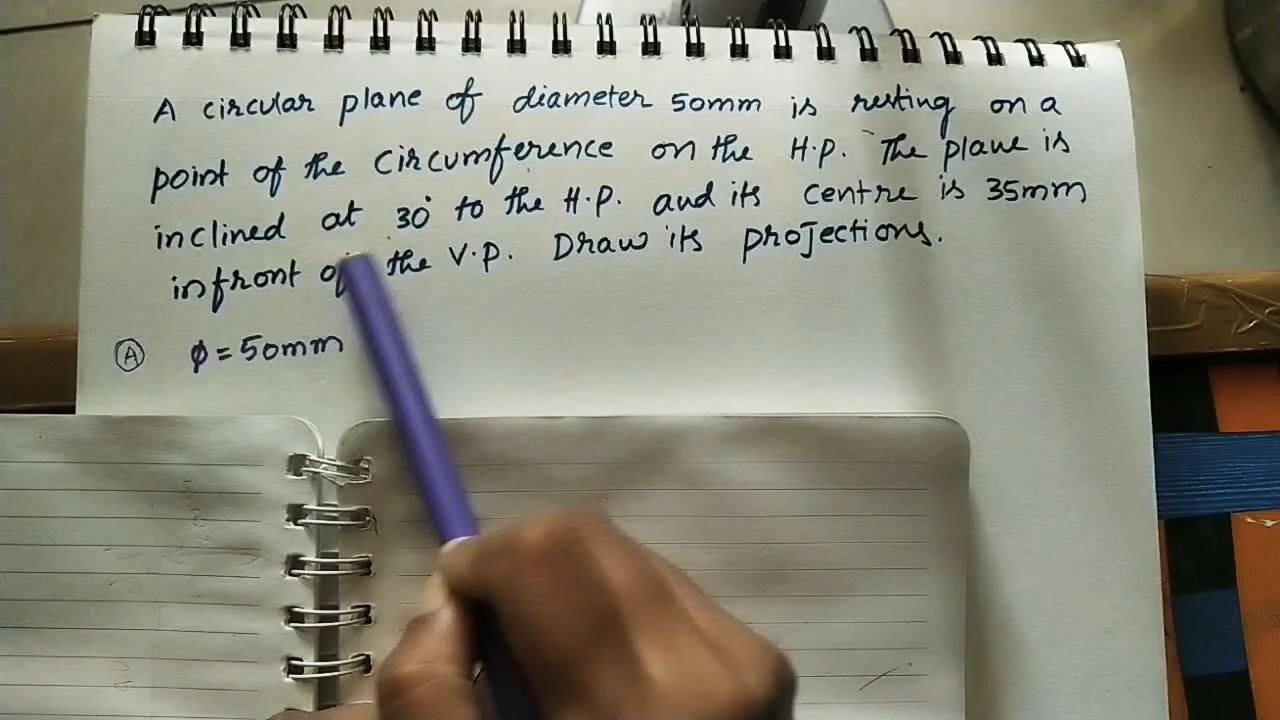 A circular plane of diameter 50mm is resting on a
point of the circumference on the H.P. The plane is
inclined at 30° to the H.P. and its centre is 35mm
infront of the V.P. Draw its projections.
Ⓐ ϕ = 50mm